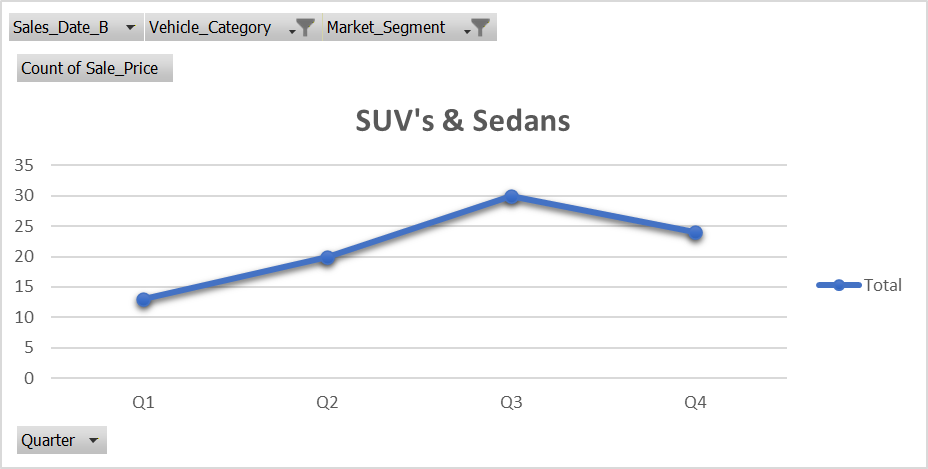 Sales_Date_B Vehicle_Category Market_Segment
Count of Sale_Price
SUV's & Sedans
35
30
25
20
15
10
5
0
Q1 Q2 Q3 Q4
Total
Quarter